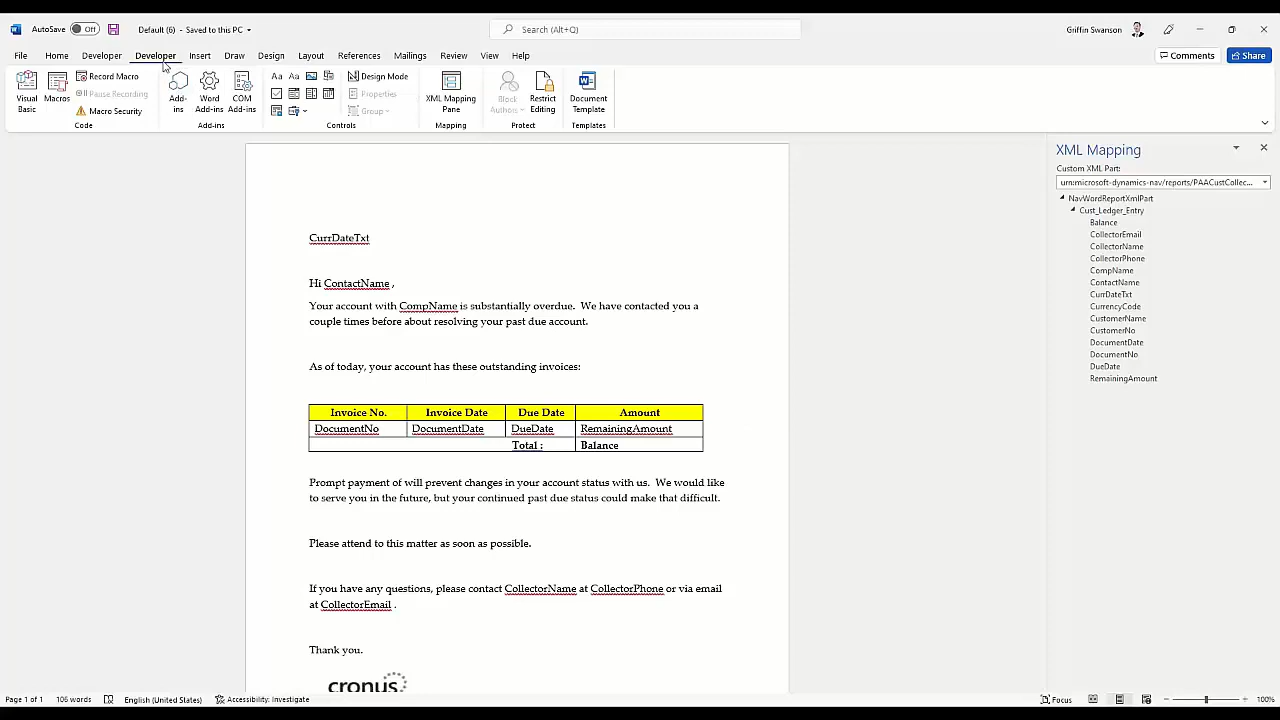 AutoSave Off Default (6) - Saved to this PC Search (Alt+Q) Griffin Swanson
File Home Developer Developer Insert Draw Design Layout References Mailings Review View Help Comments Share
Visual Basic
Macros
Record Macro
Pause Recording
Macro Security
Code
Add-ins
Word Add-ins
COM Add-ins
Add-ins
Aa Aa
Design Mode
Properties
Group
Controls
XML Mapping Pane
Mapping
Block Authors
Restrict Editing
Protect
Document Template
Templates
CurrDateTxt
Hi ContactName ,
Your account with CompName is substantially overdue. We have contacted you a
couple times before about resolving your past due account.
As of today, your account has these outstanding invoices:
Invoice No. Invoice Date Due Date Amount
DocumentNo DocumentDate DueDate RemainingAmount
Total : Balance
Prompt payment of will prevent changes in your account status with us. We would like
to serve you in the future, but your continued past due status could make that difficult.
Please attend to this matter as soon as possible.
If you have any questions, please contact CollectorName at CollectorPhone or via email
at CollectorEmail .
Thank you.
cronus
XML Mapping
Custom XML Part:
urn:microsoft-dynamics-nav/reports/PAACustCollec...
NavWordReportXmlPart
Cust_Ledger_Entry
Balance
CollectorEmail
CollectorName
CollectorPhone
CompName
ContactName
CurrDateTxt
CurrencyCode
CustomerName
CustomerNo
DocumentDate
DocumentNo
DueDate
RemainingAmount
Page 1 of 1 106 words English (United States) Accessibility: Investigate Focus 100%